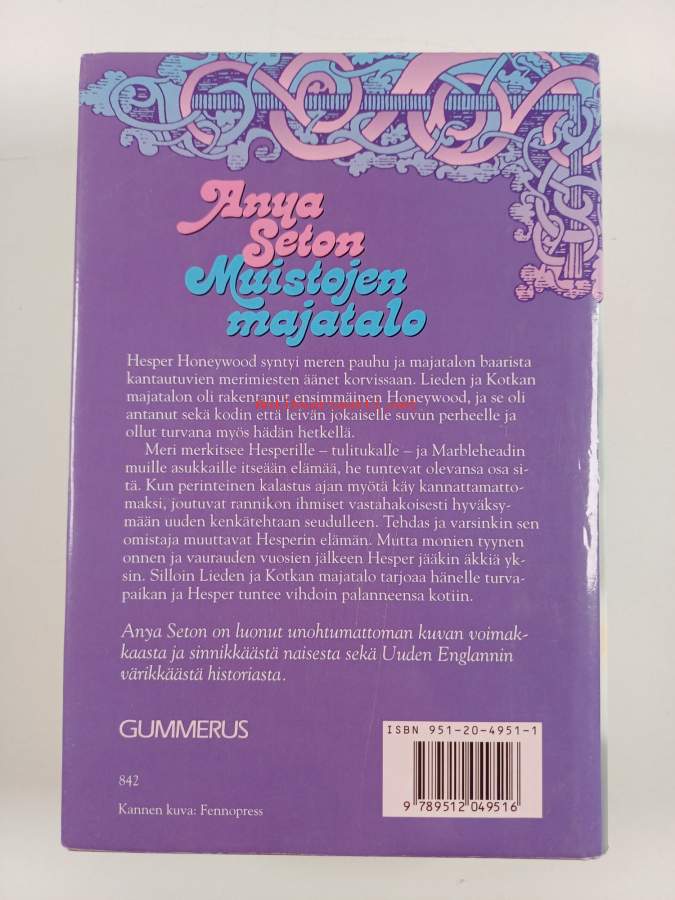 Anya
Seton
Muistojen
majatalo
Hesper Honeywood syntyi meren pauhu ja majatalon baarista
kantautuvien merimiesten äänet korvissaan. Lieden ja Kotkan
majatalon oli rakentanut ensimmäinen Honeywood, ja se oli
antanut sekä kodin että leivän jokaiselle suvun perheelle ja
ollut turvana myös hädän hetkellä.
Meri merkitsee Hesperille – tulitukalle – ja Marbleheadin
muille asukkaille itseään elämää, he tuntevat olevansa osa si-
tä. Kun perinteinen kalastus ajan myötä käy kannattamatto-
maksi, joutuvat rannikon ihmiset vastahakoisesti hyväksy-
mään uuden kenkätehtaan seudulleen. Tehdas ja varsinkin sen
omistaja muuttavat Hesperin elämän. Mutta monien tyynen
onnen ja vaurauden vuosien jälkeen Hesper jääkin äkkiä yk-
sin. Silloin Lieden ja Kotkan majatalo tarjoaa hänelle turva-
paikan ja Hesper tuntee vihdoin palanneensa kotiin.
Anya Seton on luonut unohtumattoman kuvan voimak-
kaasta ja sinnikkäästä naisesta sekä Uuden Englannin
värikkäästä historiasta.
GUMMERUS
ISBN 951-20-4951-1
842
Kannen kuva: Fennopress
9 789512 049516